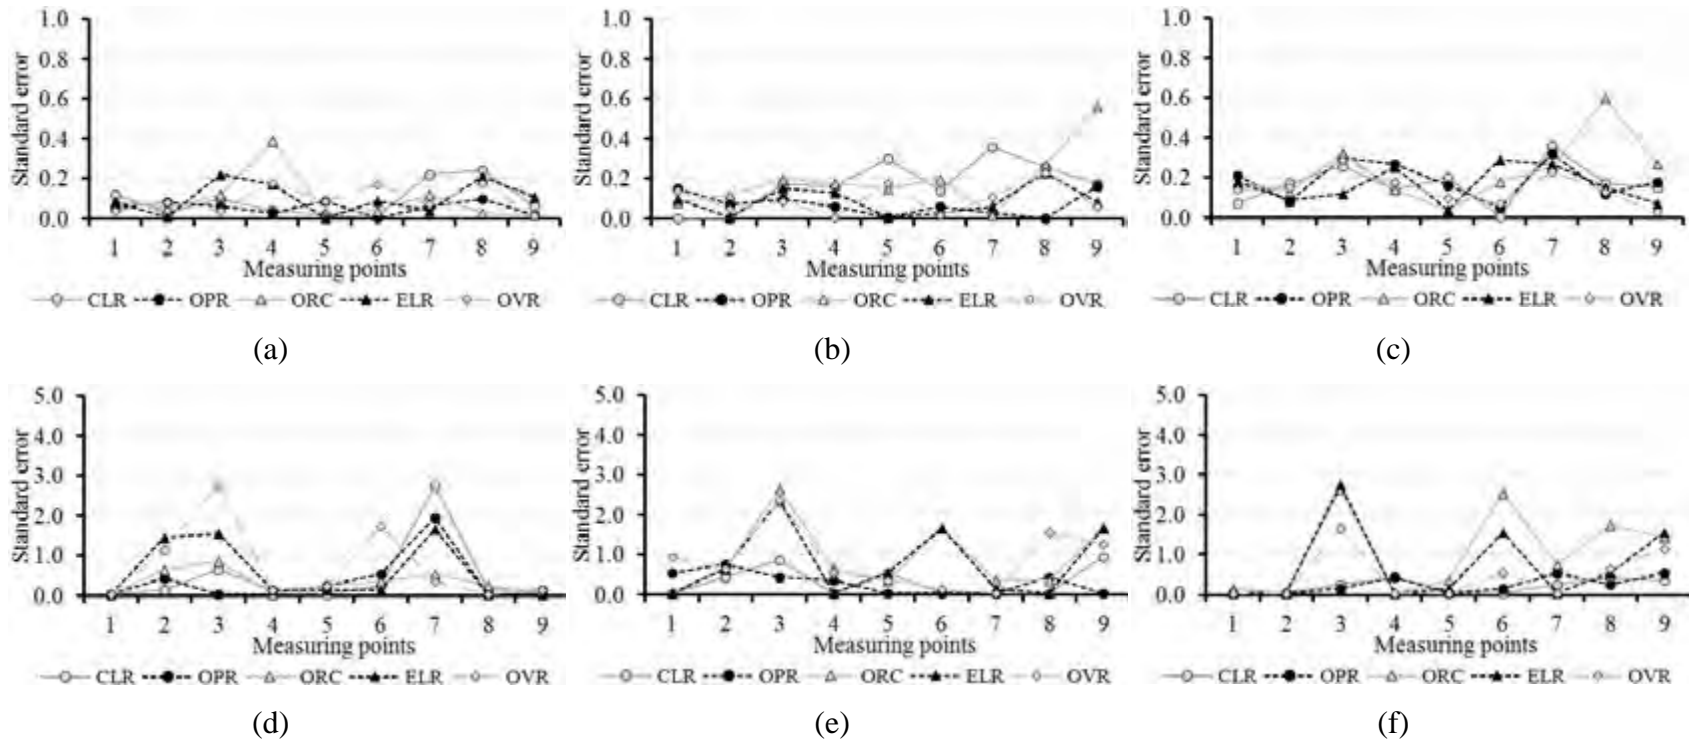 1.0 1.0 1.0
0.8 0.8 0.8
0.6 0.6 0.6
0.4 0.4 0.4
0.2 0.2 0.2
0.0 0.0 0.0
Standard error Standard error Standard error
1 2 3 4 5 6 7 8 9 1 2 3 4 5 6 7 8 9 1 2 3 4 5 6 7 8 9
Measuring points Measuring points Measuring points
CLR OPR ORC ELR OVR CLR OPR ORC ELR OVR CLR OPR ORC ELR OVR
(a) (b) (c)
5.0 5.0 5.0
4.0 4.0 4.0
3.0 3.0 3.0
2.0 2.0 2.0
1.0 1.0 1.0
0.0 0.0 0.0
Standard error Standard error Standard error
1 2 3 4 5 6 7 8 9 1 2 3 4 5 6 7 8 9 1 2 3 4 5 6 7 8 9
Measuring points Measuring points Measuring points
CLR OPR ORC ELR OVR CLR OPR ORC ELR OVR CLR OPR ORC ELR OVR
(d) (e) (f)